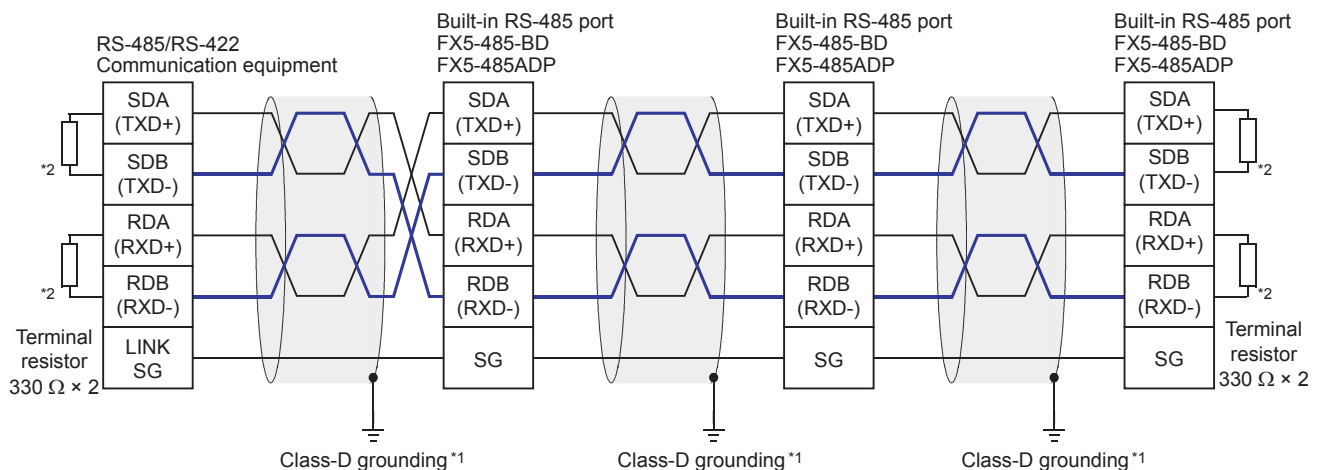 RS-485/RS-422
Communication equipment
Built-in RS-485 port
FX5-485-BD
FX5-485ADP
Built-in RS-485 port
FX5-485-BD
FX5-485ADP
Built-in RS-485 port
FX5-485-BD
FX5-485ADP
SDA
(TXD+)
SDB
(TXD-)
RDA
(RXD+)
RDB
(RXD-)
LINK
SG
*2
*2
Terminal
resistor
330 Ω × 2
SDA
(TXD+)
SDB
(TXD-)
RDA
(RXD+)
RDB
(RXD-)
SG
SDA
(TXD+)
SDB
(TXD-)
RDA
(RXD+)
RDB
(RXD-)
SG
SDA
(TXD+)
SDB
(TXD-)
RDA
(RXD+)
RDB
(RXD-)
SG
*2
*2
Terminal
resistor
330 Ω × 2
Class-D grounding *1
Class-D grounding *1
Class-D grounding *1